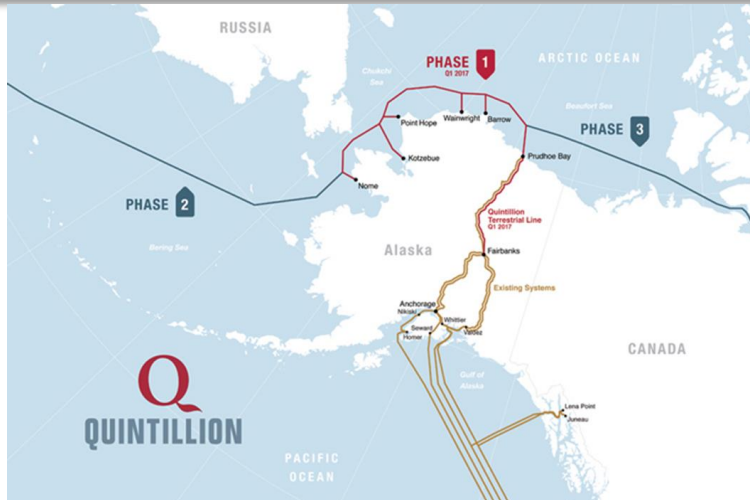 RUSSIA
PHASE 1
Q1 2017
ARCTIC OCEAN
Chukchi
Sea
Beaufort Sea
Point Hope
Wainwright
Barrow
PHASE 3
Kotzebue
Prudhoe Bay
Nome
PHASE 2
Quintillion
Terrestrial Line
Q1 2017
Bering Sea
Alaska
Fairbanks
Existing Systems
Anchorage
Nikiski
Whittier
Seward
Valdez
Homer
CANADA
Gulf of
Alaska
Q
QUINTILLION
Lena Point
Juneau
PACIFIC
OCEAN